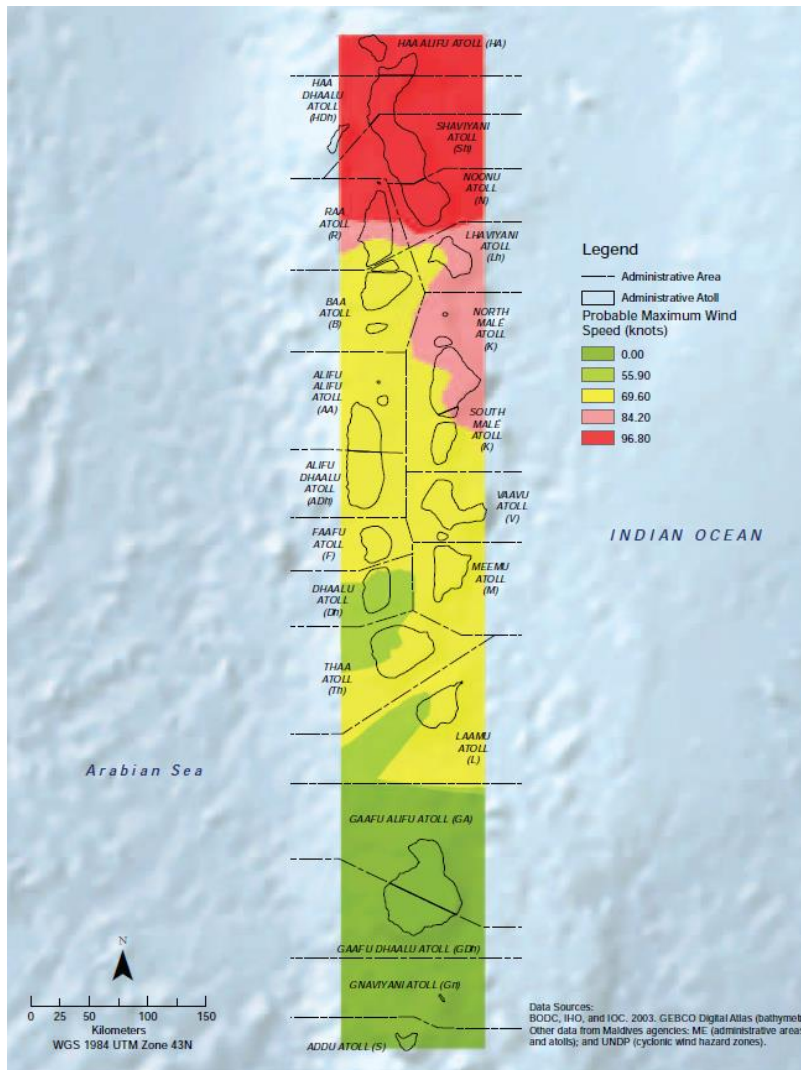 HAA ALIFU ATOLL (HA)
HAA
DHAALU
ATOLL
(HDh)
SHAVIYANI
ATOLL
(Sh)
NOONU
ATOLL
(N)
RAA
ATOLL
(R)
LHAVIYANI
ATOLL
(Lh)
BAA
ATOLL
(B)
NORTH
MALÉ
ATOLL
(K)
ALIFU
ALIFU
ATOLL
(AA)
SOUTH
MALÉ
ATOLL
(K)
ALIFU
DHAALU
ATOLL
(ADh)
VAAVU
ATOLL
(V)
FAAFU
ATOLL
(F)
MEEMU
ATOLL
(M)
DHAALU
ATOLL
(Dh)
THAA
ATOLL
(Th)
LAAMU
ATOLL
(L)
GAAFU ALIFU ATOLL (GA)
GAAFU DHAALU ATOLL (GDh)
GNAVIYANI ATOLL (Gn)
ADDU ATOLL (S)
Legend
Administrative Area
Administrative Atoll
Probable Maximum Wind
Speed (knots)
0.00
55.90
69.60
84.20
96.80
INDIAN OCEAN
Arabian Sea
N
0 25 50 100 150
Kilometers
WGS 1984 UTM Zone 43N
Data Sources:
BODC, IHO, and IOC. 2003. GEBCO Digital Atlas (bathymet
Other data from Maldives agencies: ME (administrative areas
and atolls); and UNDP (cyclonic wind hazard zones).